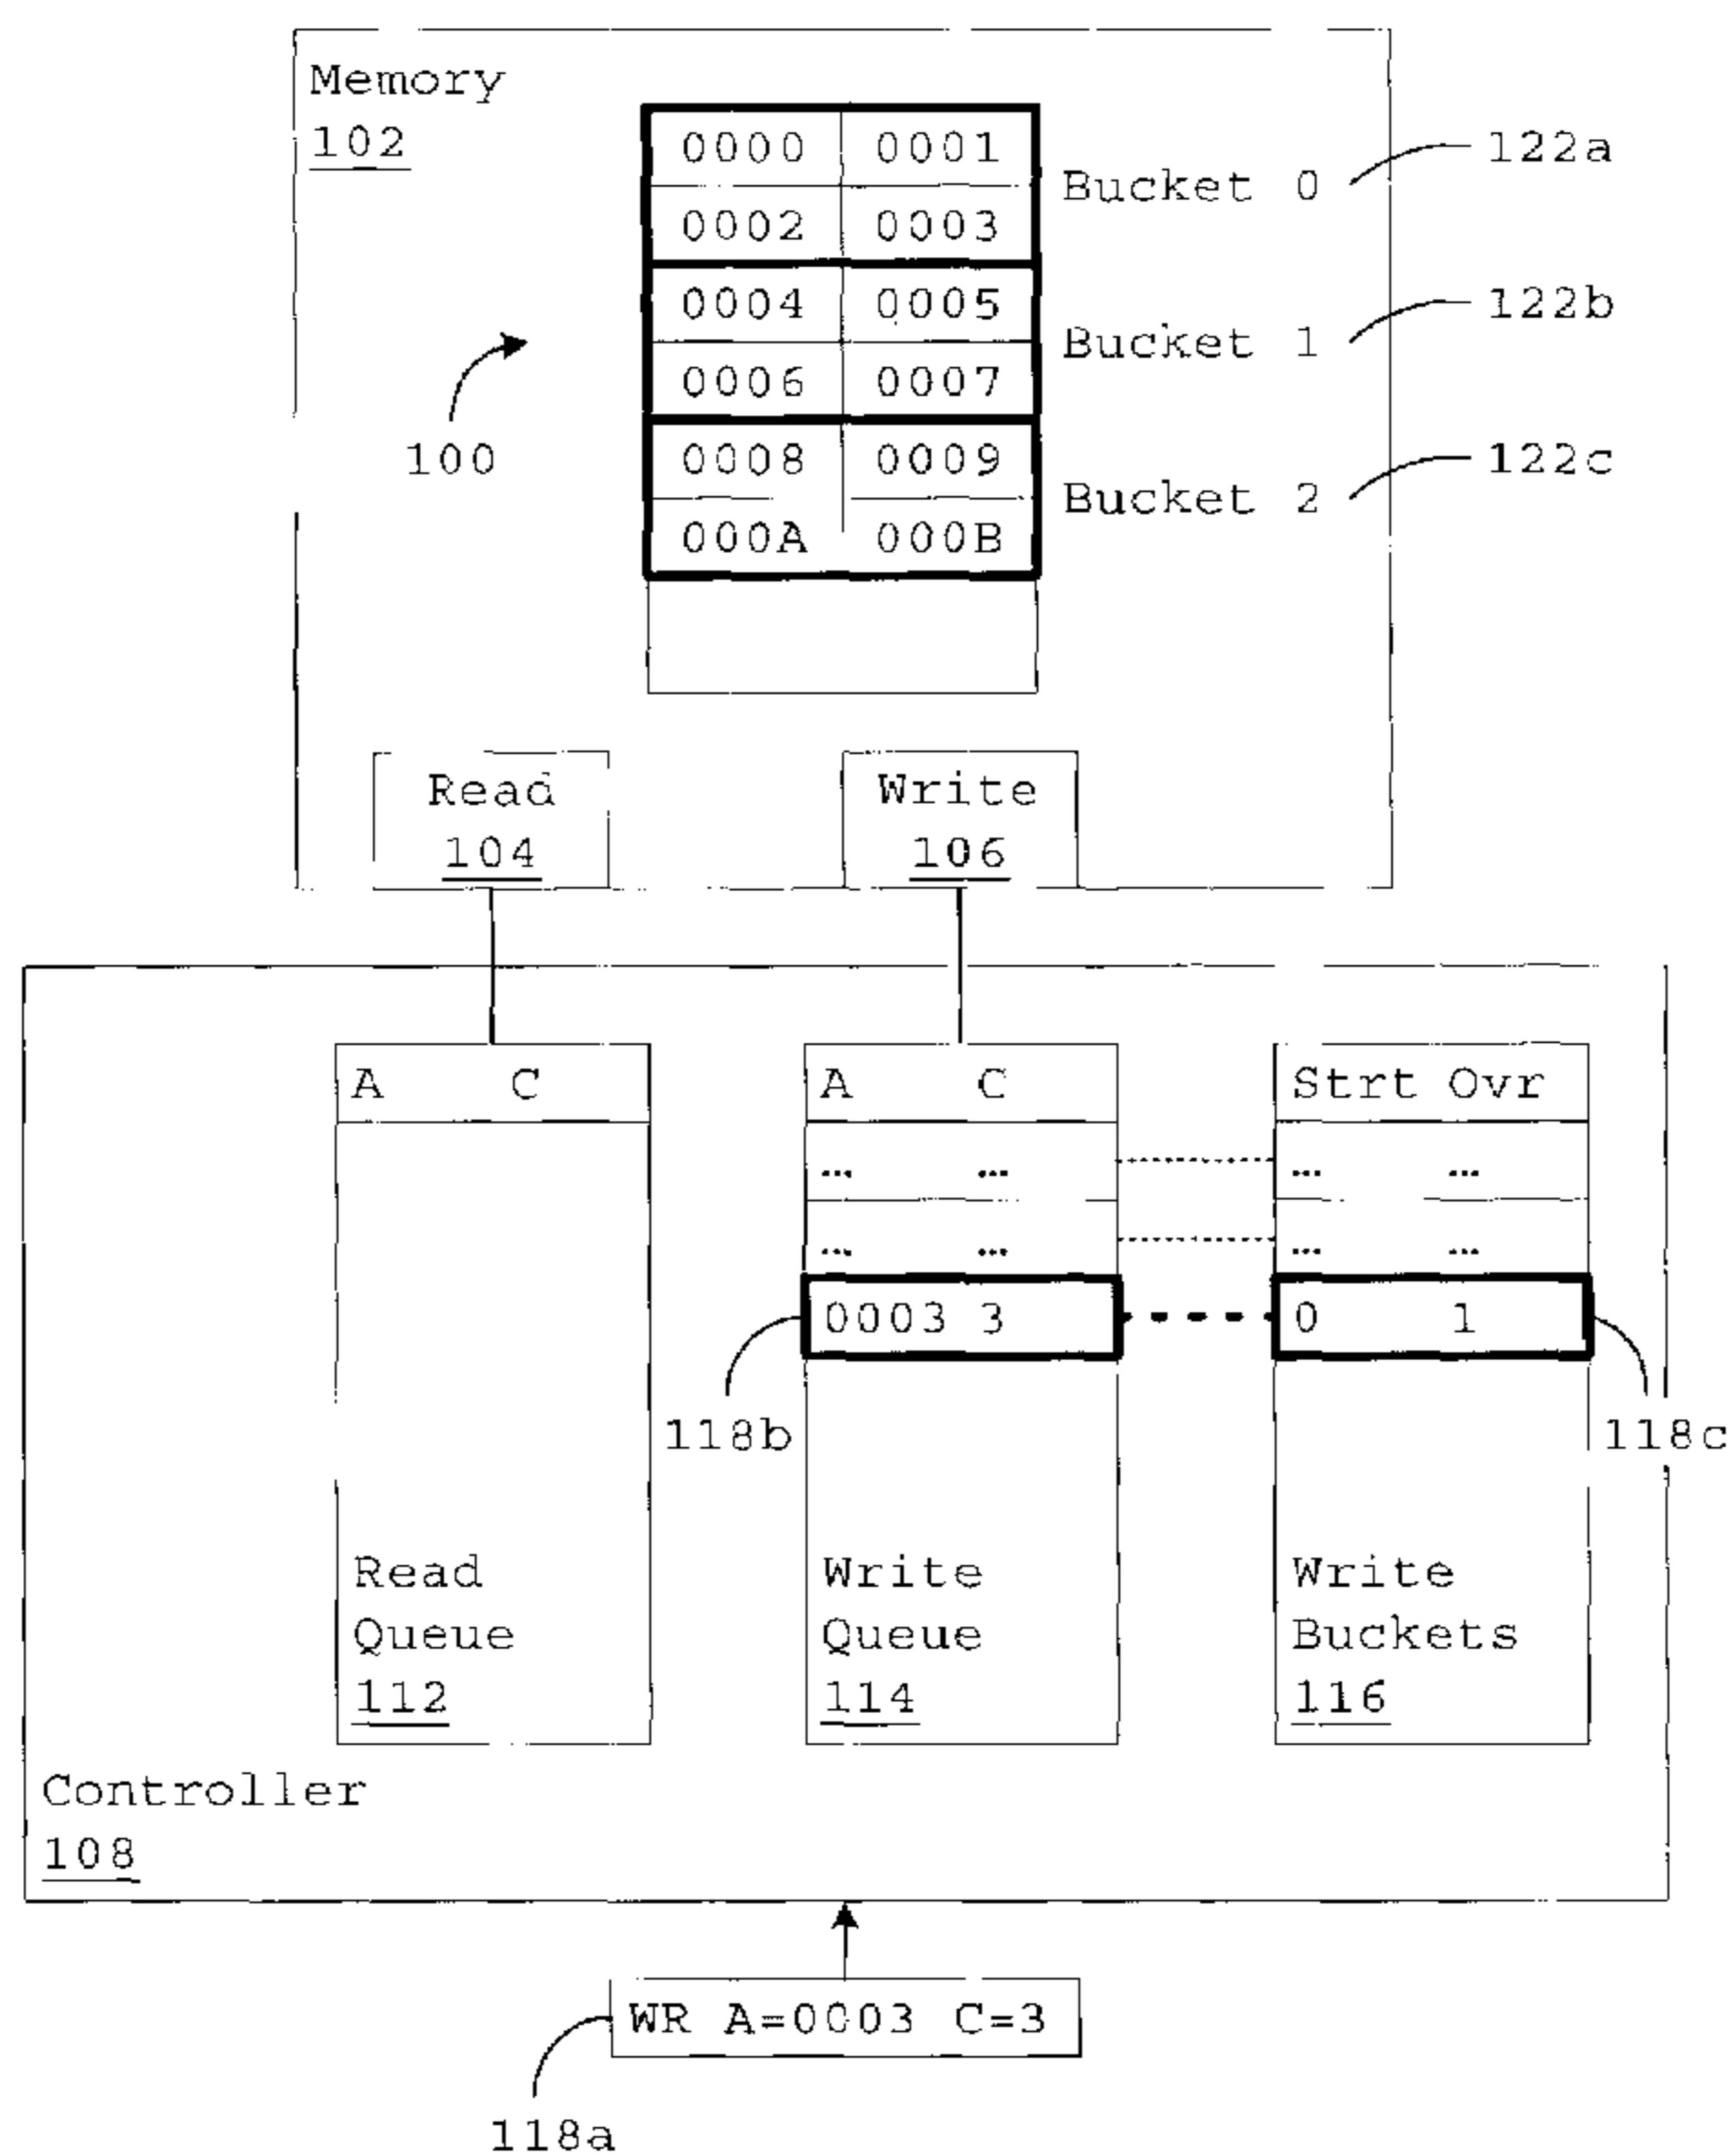 Memory
102
0000 0001
0002 0003
Bucket 0
122a
0004 0005
0006 0007
Bucket 1
122b
0008 0009
000A 000B
Bucket 2
122c
100
Read
104
Write
106
A C
A C
Strt Ovr
… …
… …
… …
… …
0003 3
0 1
118b
118c
Read
Queue
112
Write
Queue
114
Write
Buckets
116
Controller
108
WR A=0003 C=3
118a